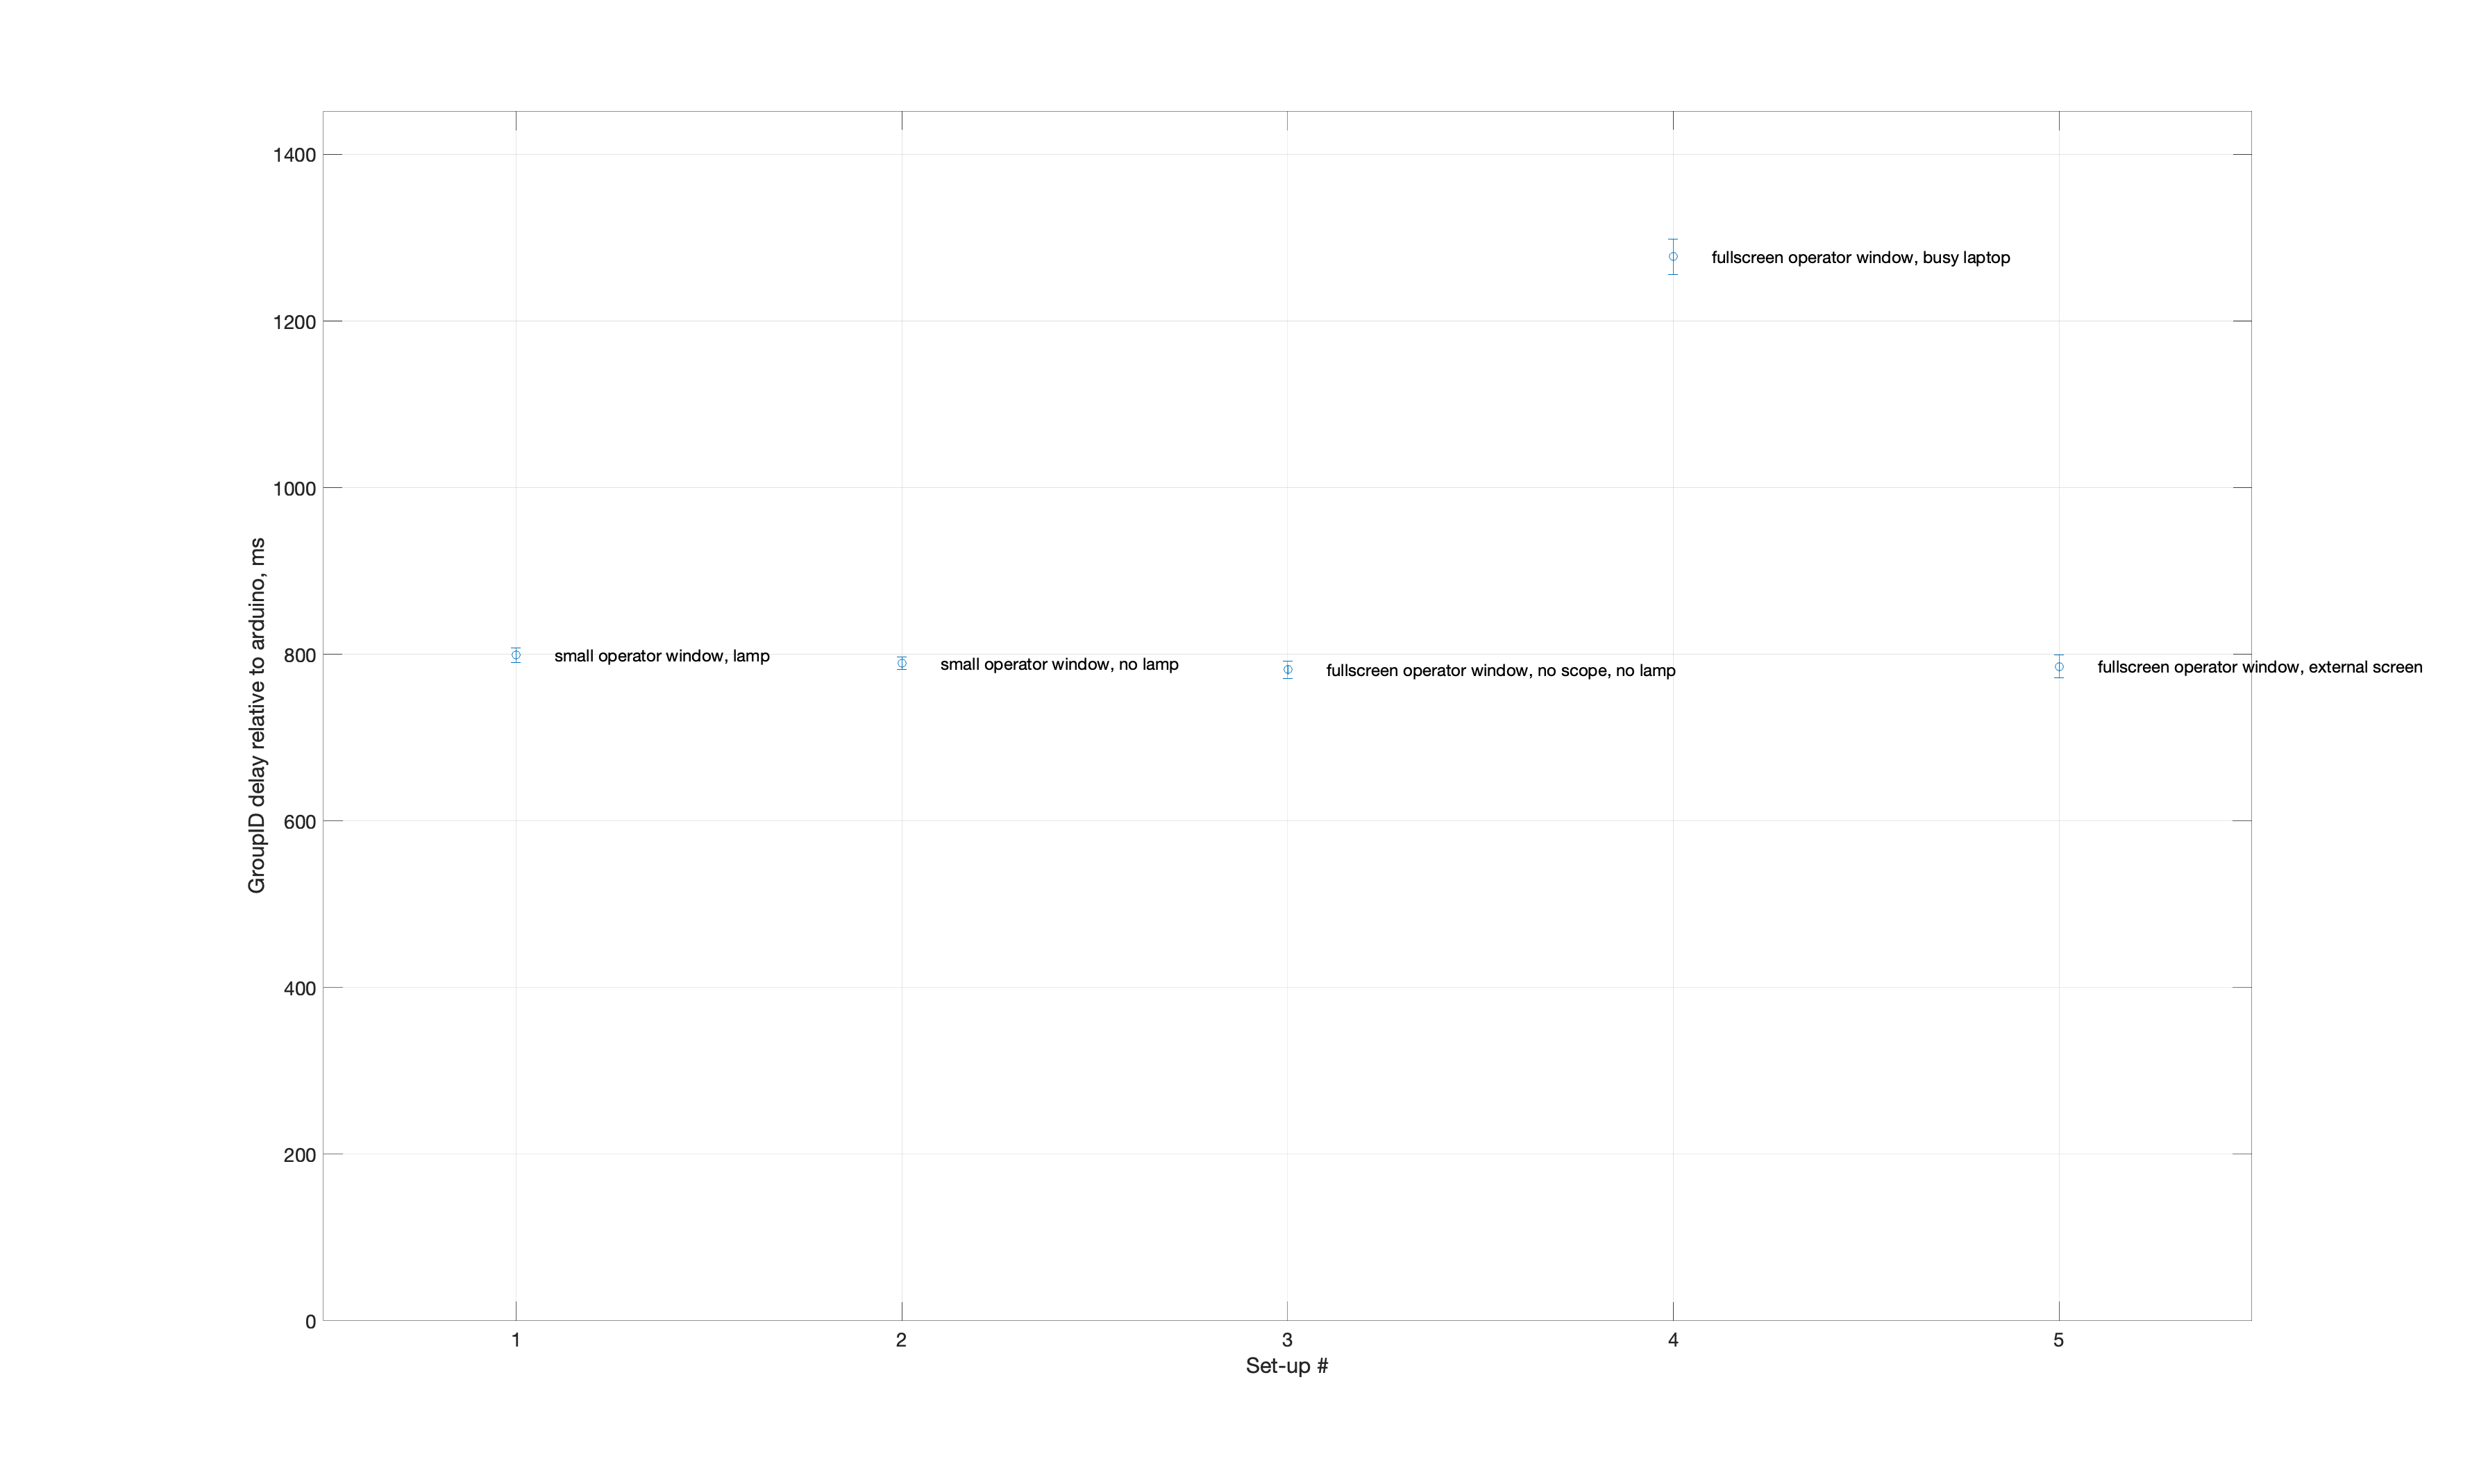 1400
fullscreen operator window, busy laptop
1200
1000
800
small operator window, lamp
small operator window, no lamp
fullscreen operator window, no scope, no lamp
fullscreen operator window, external screen
GroupID delay relative to arduino, ms
600
400
200
0
1 2 3 4 5
Set-up #